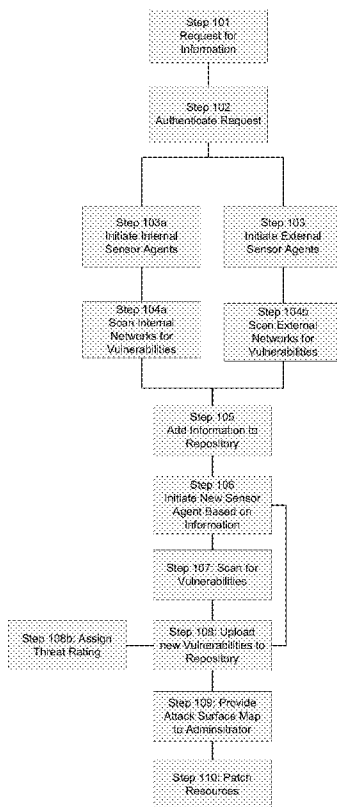 Step 101
Request for
Information
Step 102
Authenticate Request
Step 103a
Initiate Internal
Sensor Agents
Step 103
Initiate External
Sensor Agents
Step 104a
Scan Internal
Networks for
Vulnerabilities
Step 104b
Scan External
Networks for
Vulnerabilities
Step 105
Add Information to
Repository
Step 106
Initiate New Sensor
Agent Based on
Information
Step 107: Scan for
Vulnerabilities
Step 108b: Assign
Threat Rating
Step 108: Upload
new Vulnerabilities to
Repository
Step 109: Provide
Attack Surface Map
to Adminsitrator
Step 110: Patch
Resources